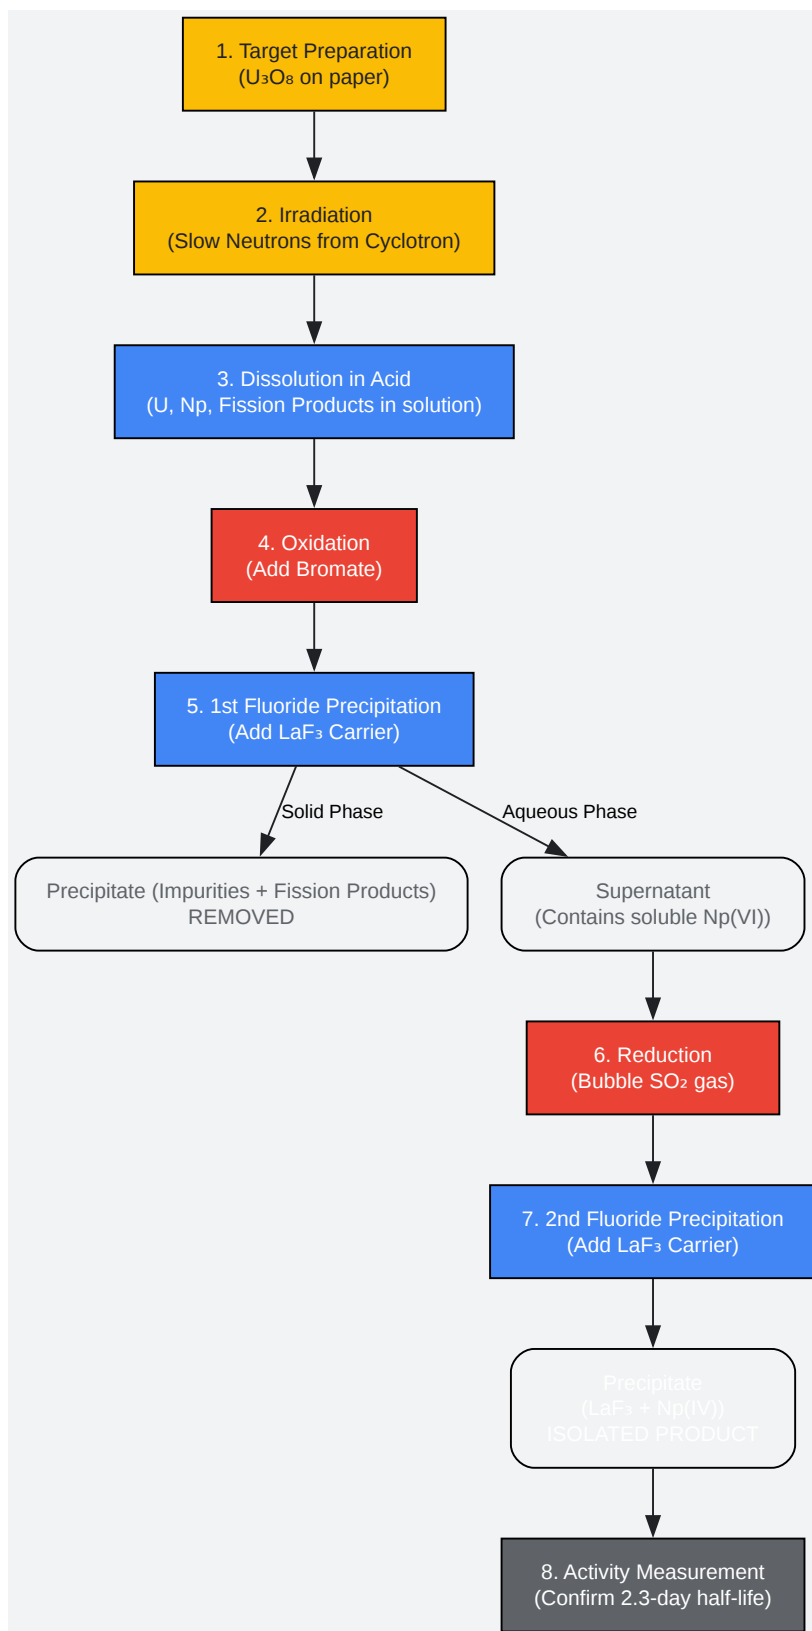 1. Target Preparation
(U₃O₈ on paper)
2. Irradiation
(Slow Neutrons from Cyclotron)
3. Dissolution in Acid
(U, Np, Fission Products in solution)
4. Oxidation
(Add Bromate)
5. 1st Fluoride Precipitation
(Add LaF₃ Carrier)
Solid Phase
Aqueous Phase
Precipitate (Impurities + Fission Products)
REMOVED
Supernatant
(Contains soluble Np(VI))
6. Reduction
(Bubble SO₂ gas)
7. 2nd Fluoride Precipitation
(Add LaF₃ Carrier)
Precipitate
(LaF₃ + Np(IV))
ISOLATED PRODUCT
8. Activity Measurement
(Confirm 2.3-day half-life)